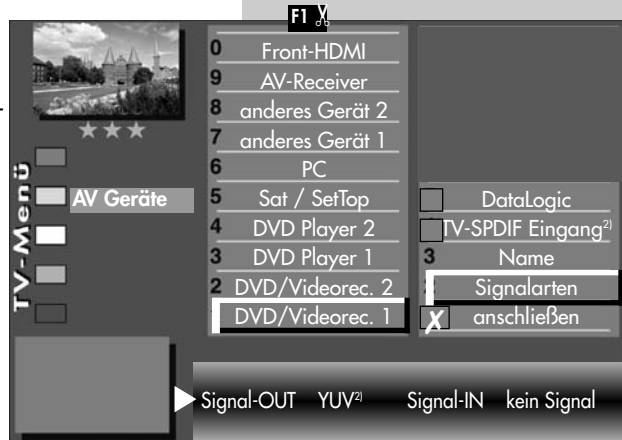 F1
0 Front-HDMI
9 AV-Receiver
8 anderes Gerät 2
7 anderes Gerät 1
6 PC
5 Sat / SetTop
4 DVD Player 2
3 DVD Player 1
2 DVD/Videorec. 2
DVD/Videorec. 1
TV-Menü
AV Geräte
DataLogic
TV-SPDIF Eingang2)
3 Name
2 Signalarten
X anschließen
Signal-OUT YUV2) Signal-IN kein Signal